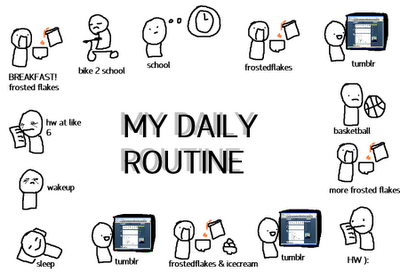 BREAKFAST!
frosted flakes
bike 2 school
school
frostedflakes
tumblr
hw at like
6
MY DAILY
ROUTINE
basketball
more frosted flakes
wakeup
sleep
tumblr
frostedflakes & icecream
tumblr
HW ):